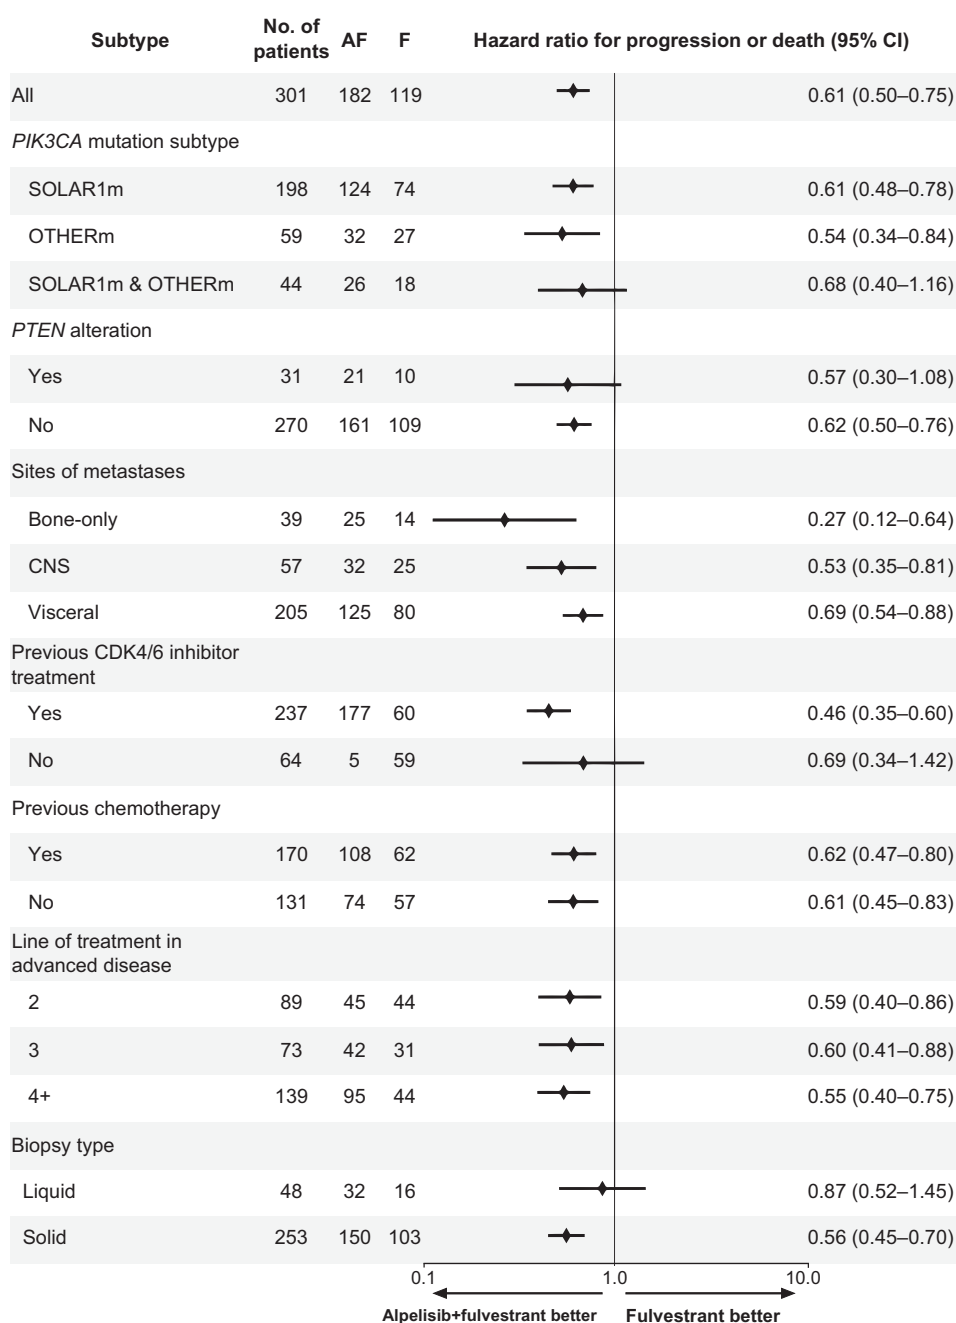 Subtype No. of patients AF F Hazard ratio for progression or death (95% CI)
All 301 182 119 0.61 (0.50–0.75)
PIK3CA mutation subtype
SOLAR1m 198 124 74 0.61 (0.48–0.78)
OTHERm 59 32 27 0.54 (0.34–0.84)
SOLAR1m & OTHERm 44 26 18 0.68 (0.40–1.16)
PTEN alteration
Yes 31 21 10 0.57 (0.30–1.08)
No 270 161 109 0.62 (0.50–0.76)
Sites of metastases
Bone-only 39 25 14 0.27 (0.12–0.64)
CNS 57 32 25 0.53 (0.35–0.81)
Visceral 205 125 80 0.69 (0.54–0.88)
Previous CDK4/6 inhibitor
treatment
Yes 237 177 60 0.46 (0.35–0.60)
No 64 5 59 0.69 (0.34–1.42)
Previous chemotherapy
Yes 170 108 62 0.62 (0.47–0.80)
No 131 74 57 0.61 (0.45–0.83)
Line of treatment in
advanced disease
2 89 45 44 0.59 (0.40–0.86)
3 73 42 31 0.60 (0.41–0.88)
4+ 139 95 44 0.55 (0.40–0.75)
Biopsy type
Liquid 48 32 16 0.87 (0.52–1.45)
Solid 253 150 103 0.56 (0.45–0.70)
0.1 1.0 10.0
Alpelisib+fulvestrant better Fulvestrant better